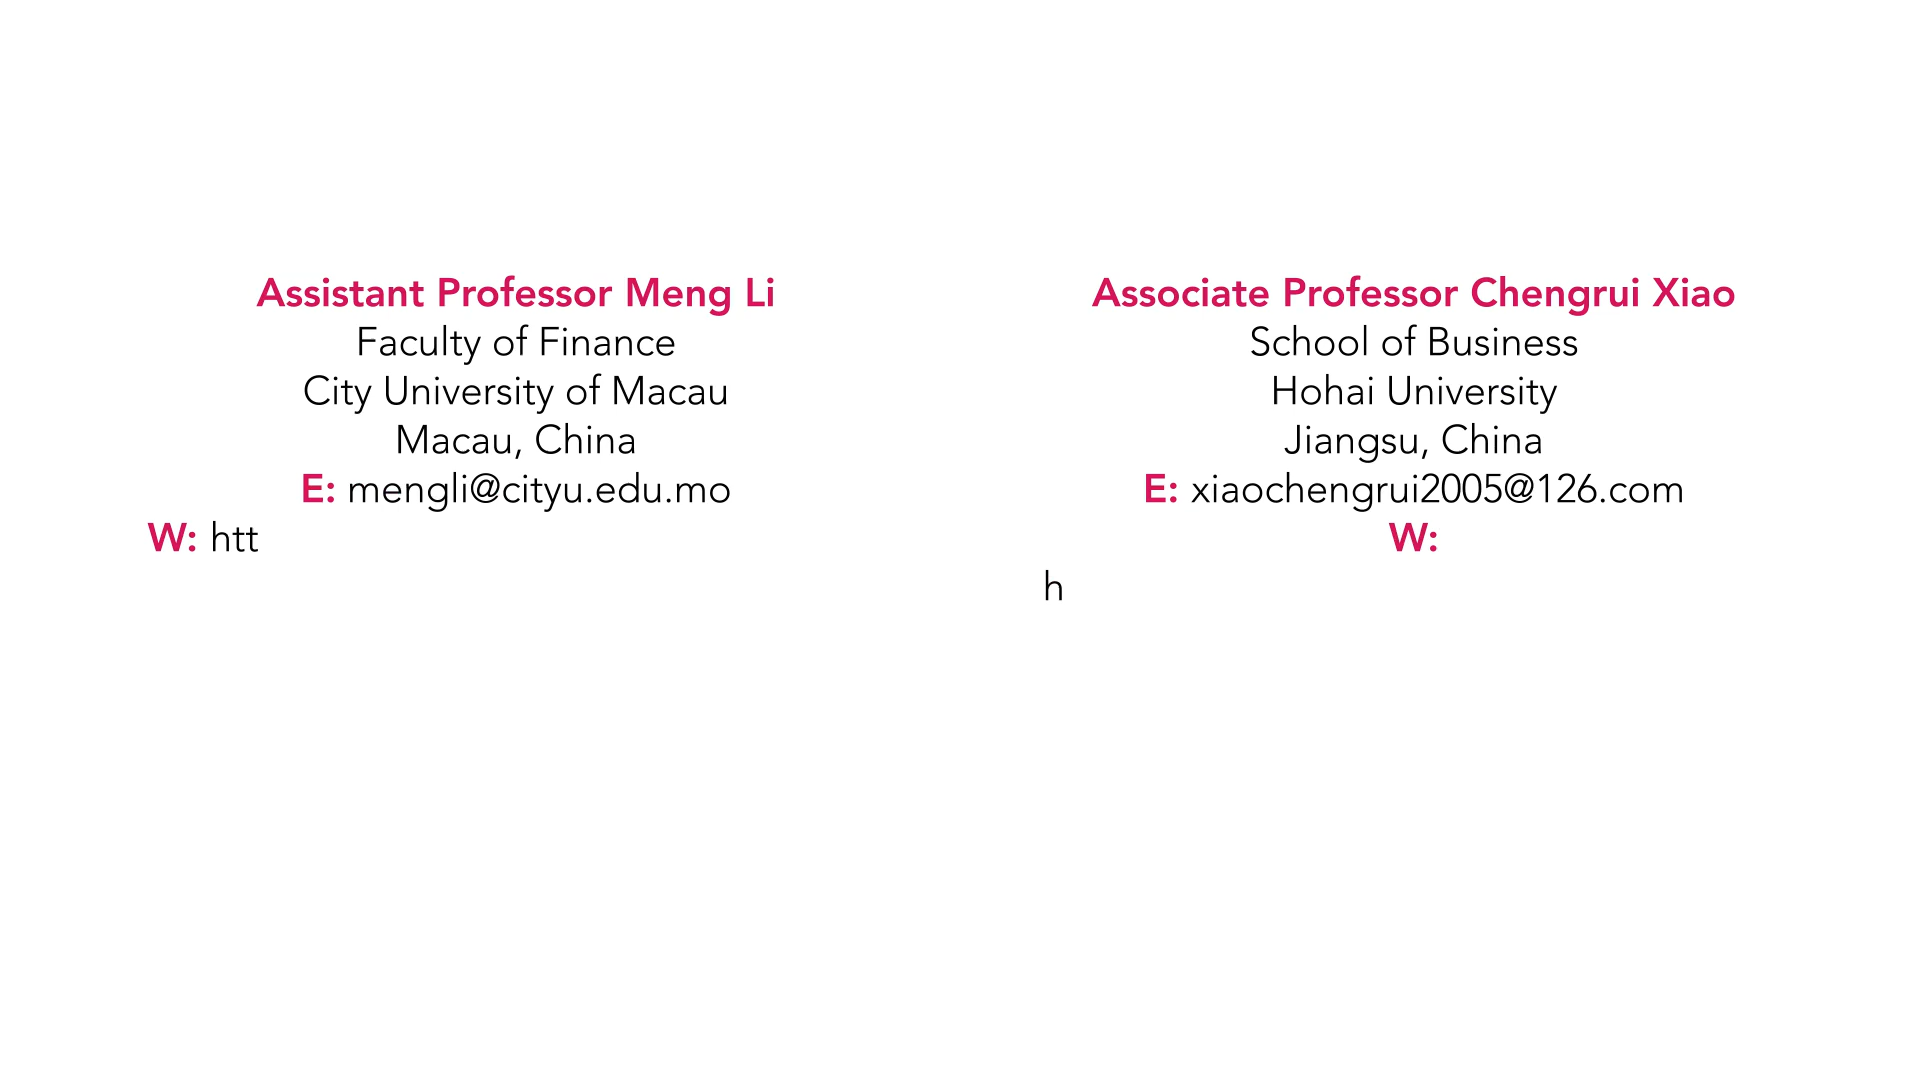 Assistant Professor Meng Li
Faculty of Finance
City University of Macau
Macau, China
E: mengli@cityu.edu.mo
W: htt
Associate Professor Chengrui Xiao
School of Business
Hohai University
Jiangsu, China
E: xiaochengrui2005@126.com
W:
h